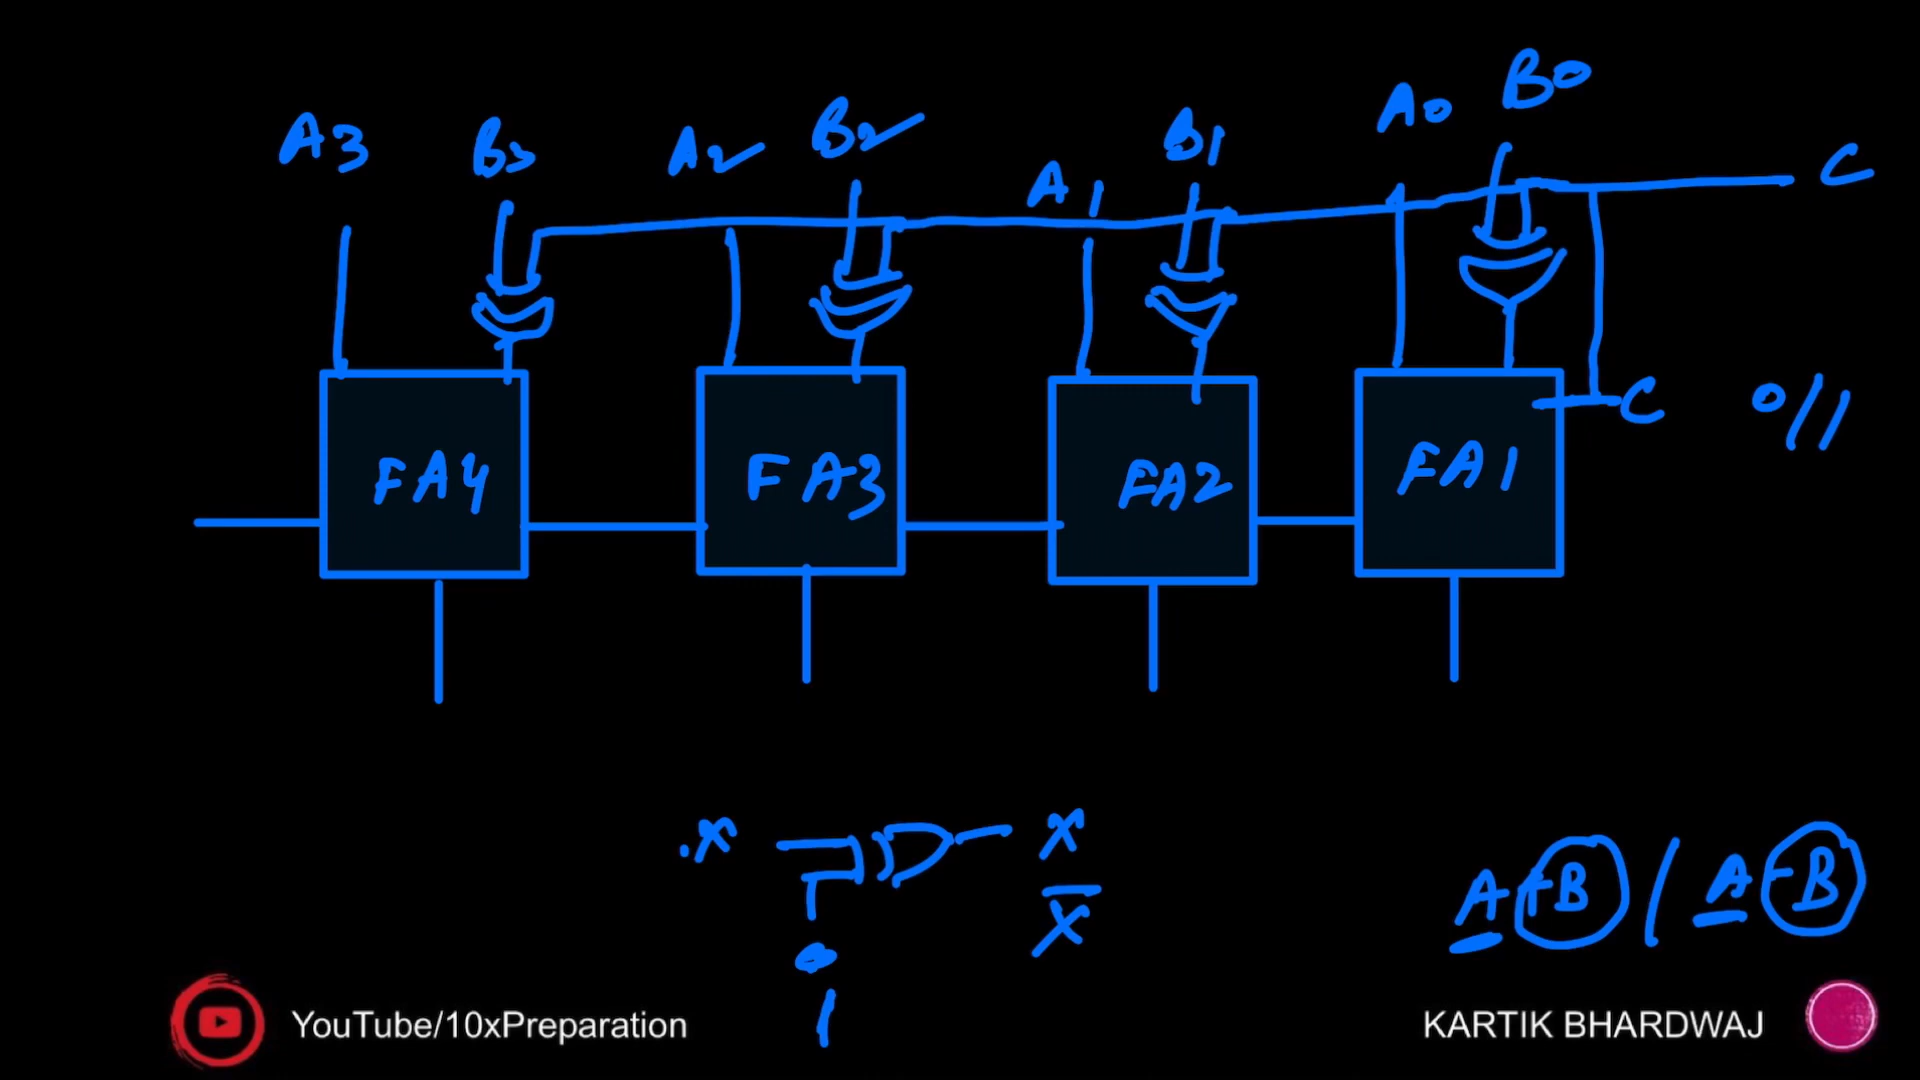 A3 B3 A2 B2 A1 B1 A0 B0 C
C 0/1
FA4 FA3 FA2 FA1
.X X
X̅
0
1
A+B / A-B
YouTube/10xPreparation
KARTIK BHARDWAJ